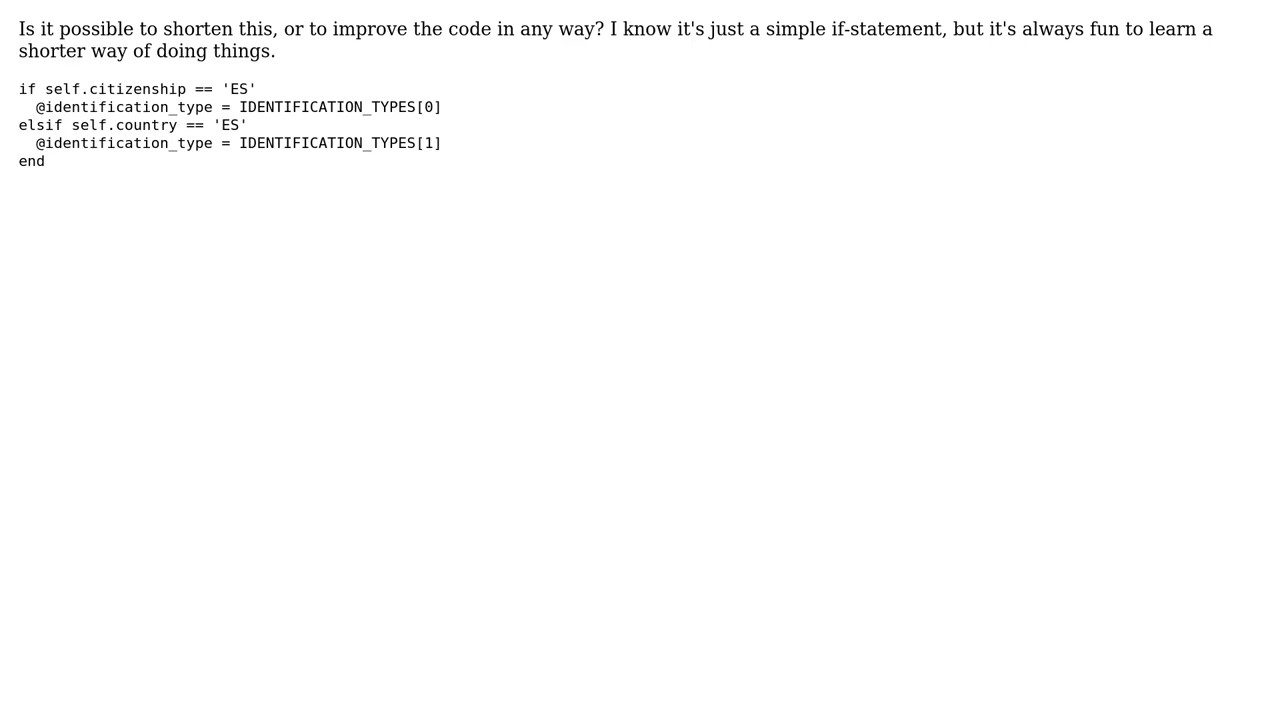 Is it possible to shorten this, or to improve the code in any way? I know it's just a simple if-statement, but it's always fun to learn a
shorter way of doing things.
if self.citizenship == 'ES'
  @identification_type = IDENTIFICATION_TYPES[0]
elsif self.country == 'ES'
  @identification_type = IDENTIFICATION_TYPES[1]
end